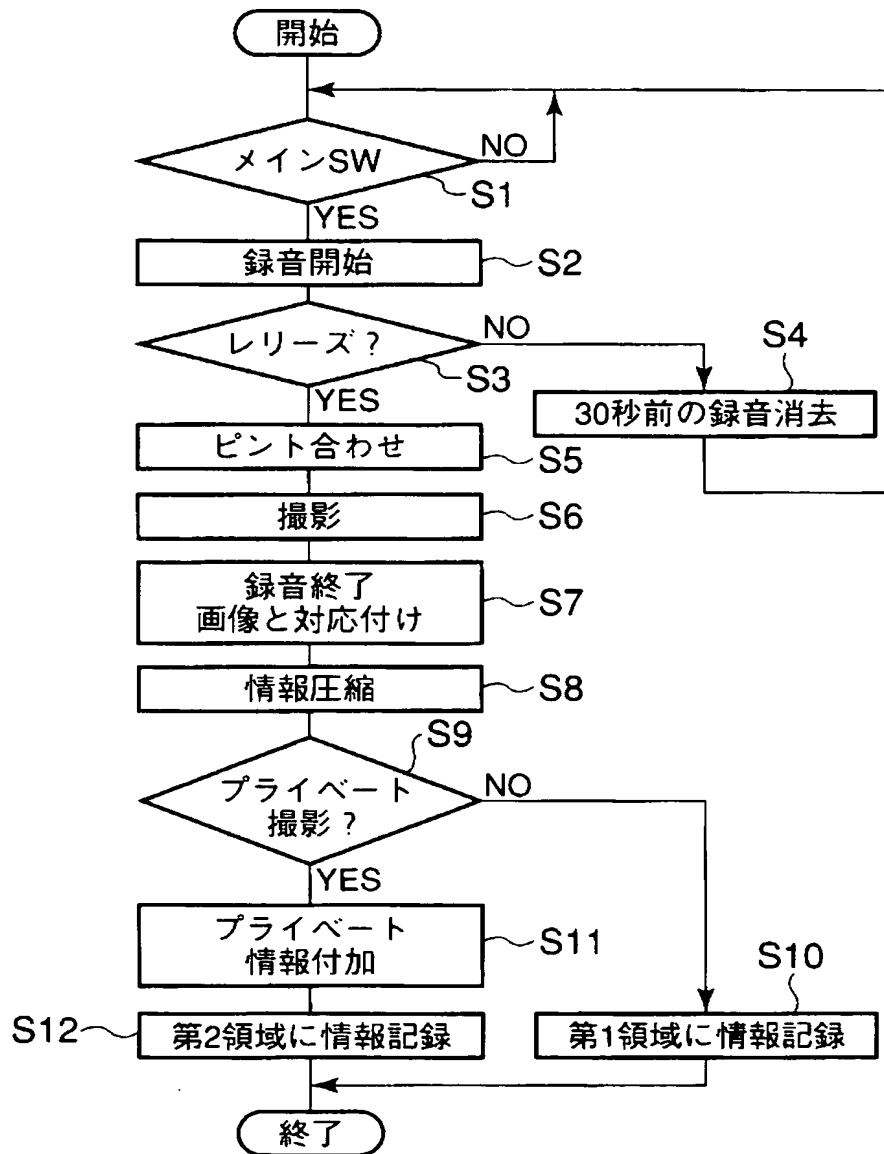 開始
メインSW
NO
S1
YES
録音開始
S2
レリーズ？
NO
S3
S4
YES
30秒前の録音消去
ピント合わせ
S5
撮影
S6
録音終了
画像と対応付け
S7
情報圧縮
S8
S9
プライベート
撮影？
NO
YES
プライベート
情報付加
S11
S10
S12
第2領域に情報記録
第1領域に情報記録
終了